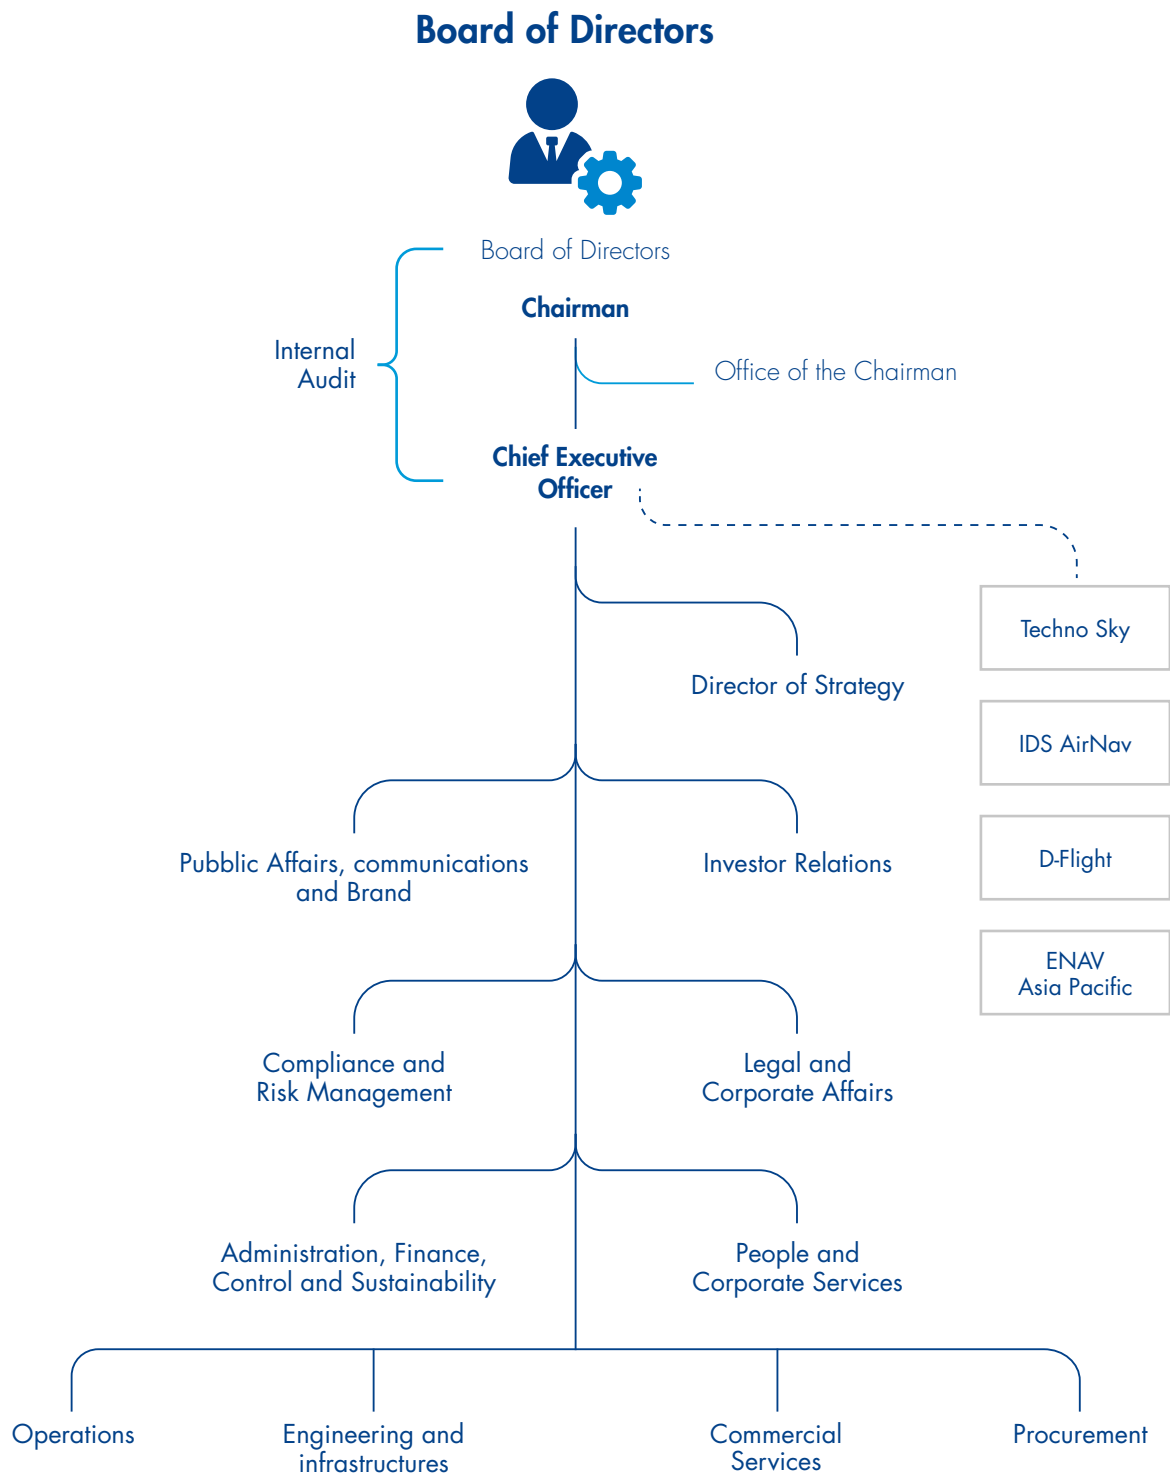 Board of Directors
Board of Directors
Chairman
Internal
Audit
Office of the Chairman
Chief Executive
Officer
Techno Sky
Director of Strategy
IDS AirNav
Pubblic Affairs, communications
and Brand
Investor Relations
D-Flight
ENAV
Asia Pacific
Compliance and
Risk Management
Legal and
Corporate Affairs
Administration, Finance,
Control and Sustainability
People and
Corporate Services
Operations
Engineering and
infrastructures
Commercial
Services
Procurement